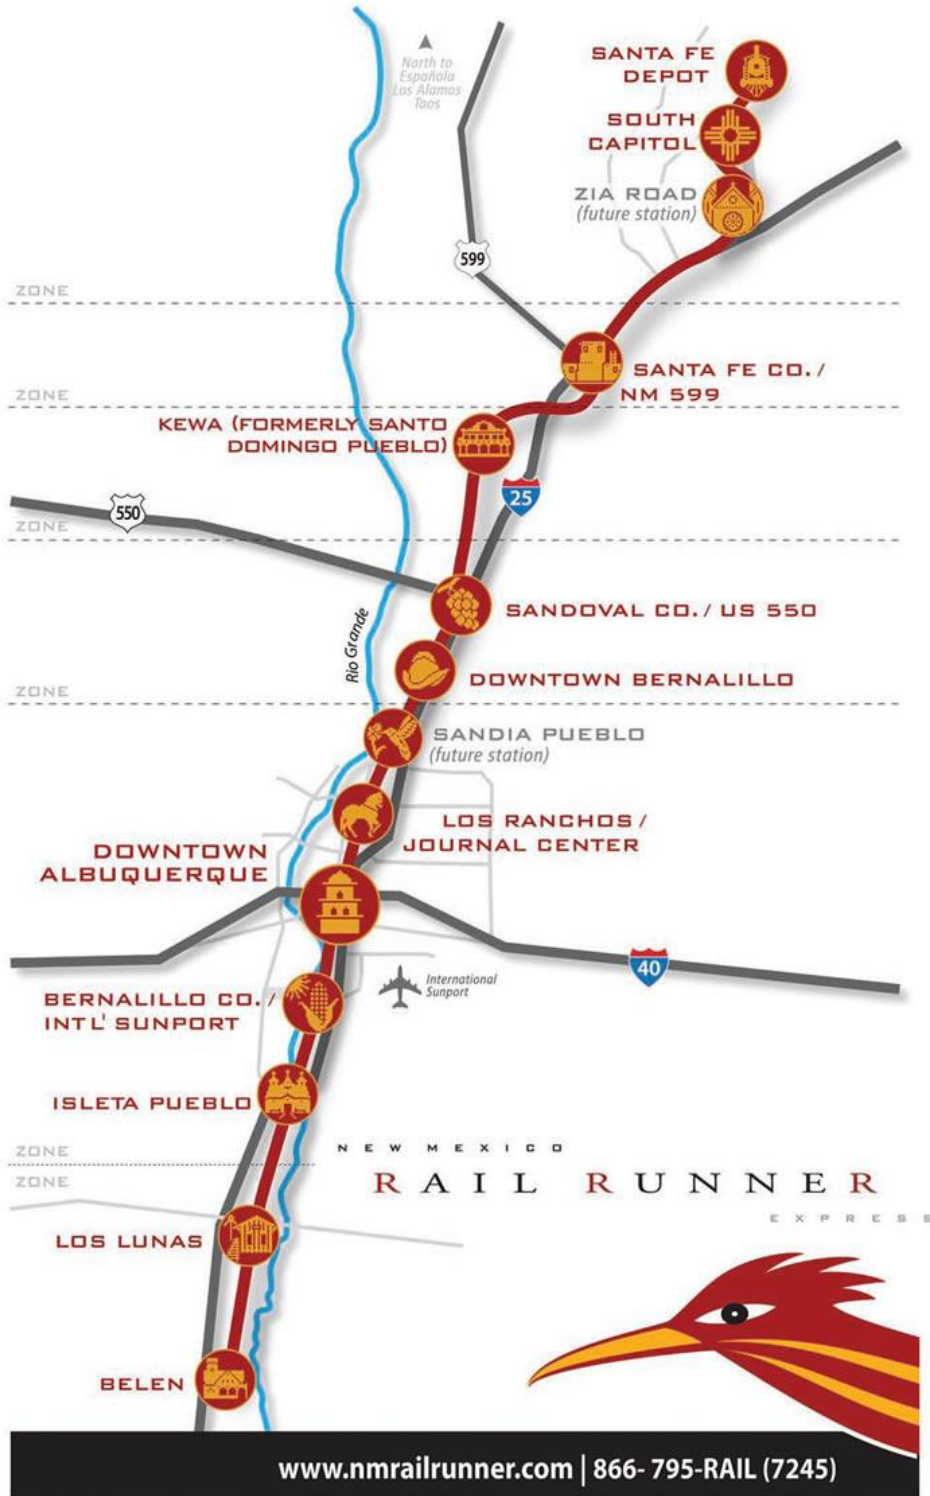 North to
Española
Los Alamos
Taos
SANTA FE
DEPOT
SOUTH
CAPITOL
ZIA ROAD
(future station)
599
ZONE
SANTA FE CO. /
NM 599
ZONE
KEWA (FORMERLY SANTO
DOMINGO PUEBLO)
25
550
ZONE
SANDOVAL CO. / US 550
Rio Grande
DOWNTOWN BERNALILLO
ZONE
SANDIA PUEBLO
(future station)
LOS RANCHOS /
JOURNAL CENTER
DOWNTOWN
ALBUQUERQUE
40
International
Sunport
BERNALILLO CO. /
INT'L SUNPORT
ISLETA PUEBLO
ZONE
ZONE
NEW MEXICO
RAIL RUNNER
EXPRESS
LOS LUNAS
BELEN
www.nmrailrunner.com | 866- 795-RAIL (7245)